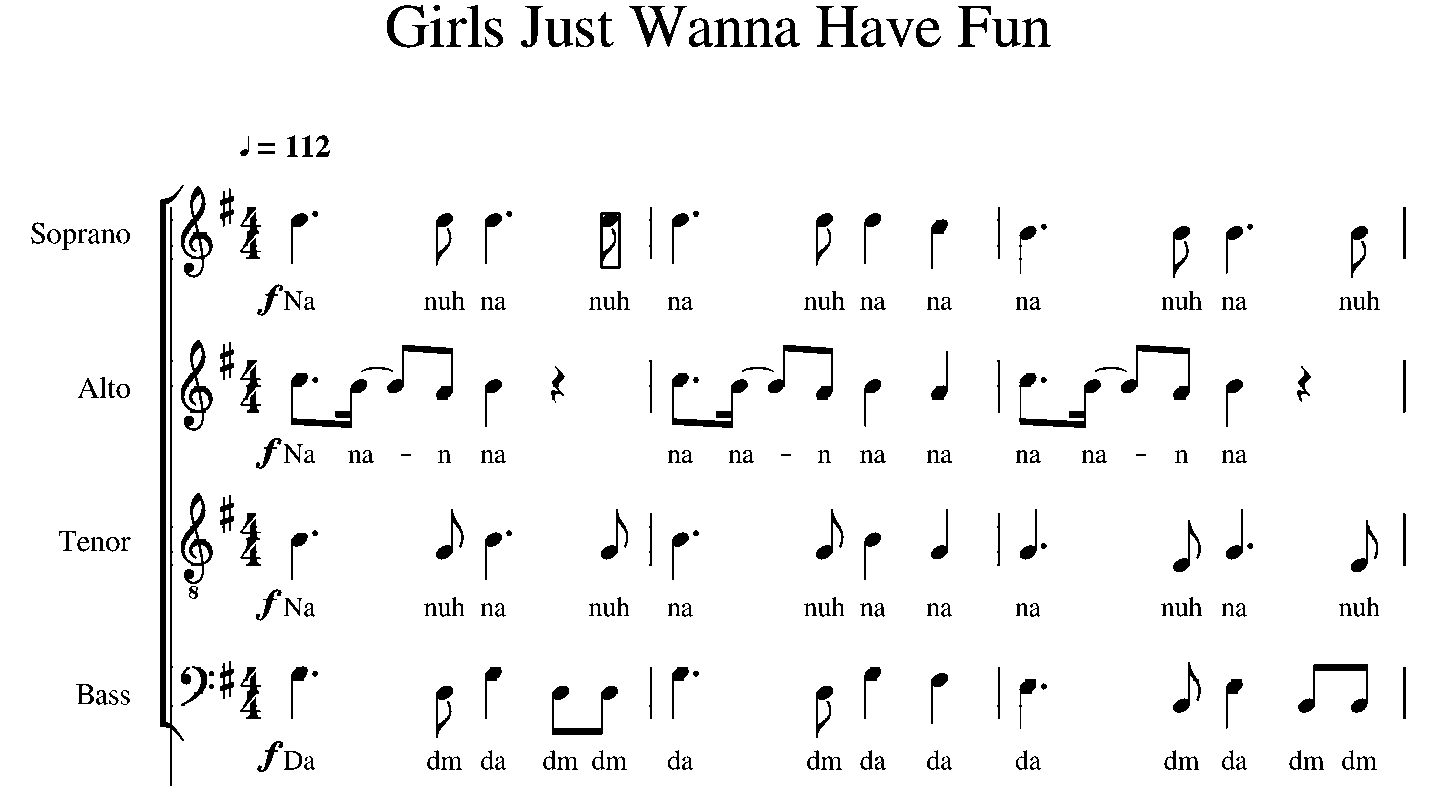 Girls Just Wanna Have Fun
♩ = 112
Soprano
f Na nuh na nuh na nuh na na na nuh na nuh
Alto
f Na na - n na na na - n na na na na - n na
Tenor
8
f Na nuh na nuh na nuh na na na nuh na nuh
Bass
f Da dm da dm dm da dm da da da dm da dm dm